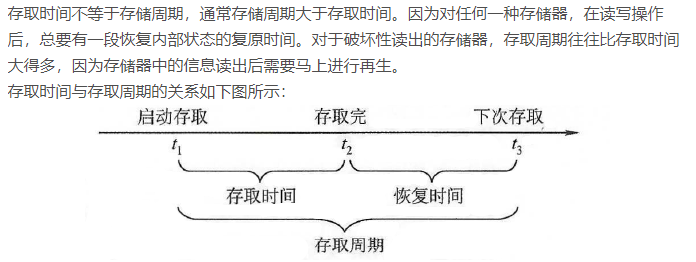 存取时间不等于存储周期，通常存储周期大于存取时间。因为对任何一种存储器，在读写操作
后，总要有一段恢复内部状态的复原时间。对于破坏性读出的存储器，存取周期往往比存取时间
大得多，因为存储器中的信息读出后需要马上进行再生。
存取时间与存取周期的关系如下图所示：
启动存取 存取完 下次存取
t1 t2 t3
存取时间 恢复时间
存取周期